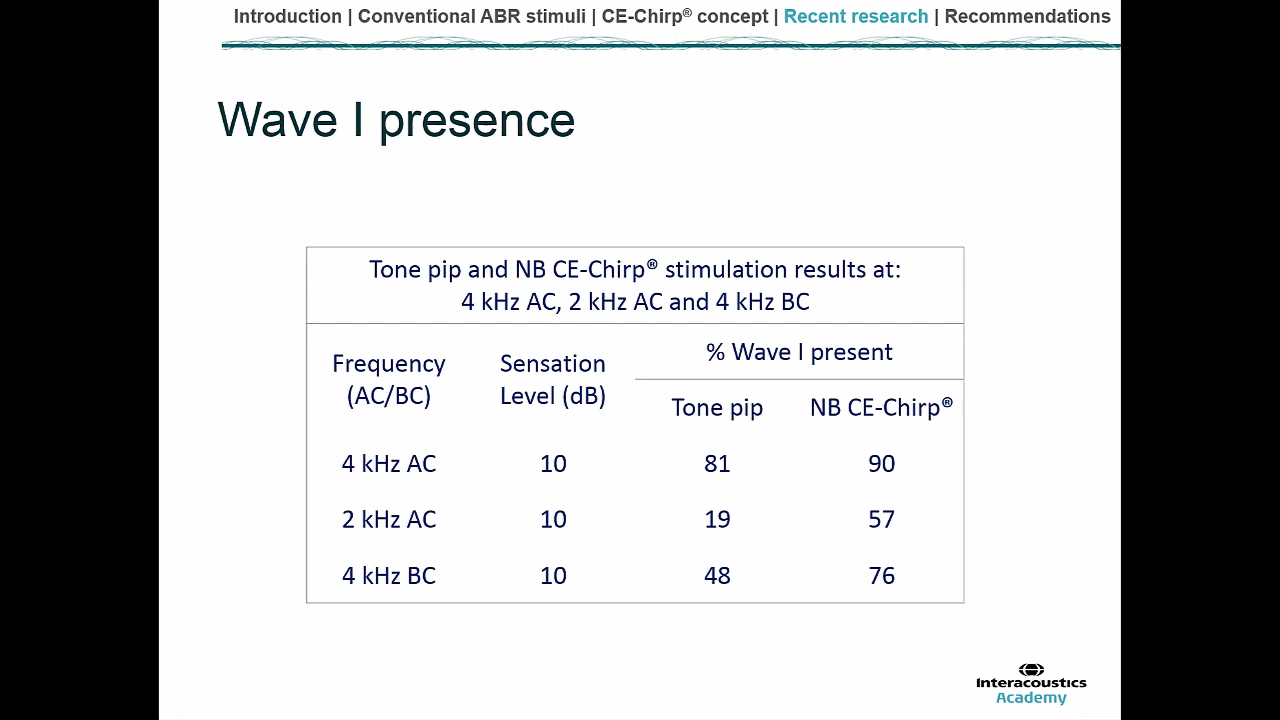 Introduction | Conventional ABR stimuli | CE-Chirp® concept | Recent research | Recommendations
Wave I presence
Tone pip and NB CE-Chirp® stimulation results at:
4 kHz AC, 2 kHz AC and 4 kHz BC
Frequency
(AC/BC)
Sensation
Level (dB)
% Wave I present
Tone pip NB CE-Chirp®
4 kHz AC 10 81 90
2 kHz AC 10 19 57
4 kHz BC 10 48 76
Interacoustics
Academy